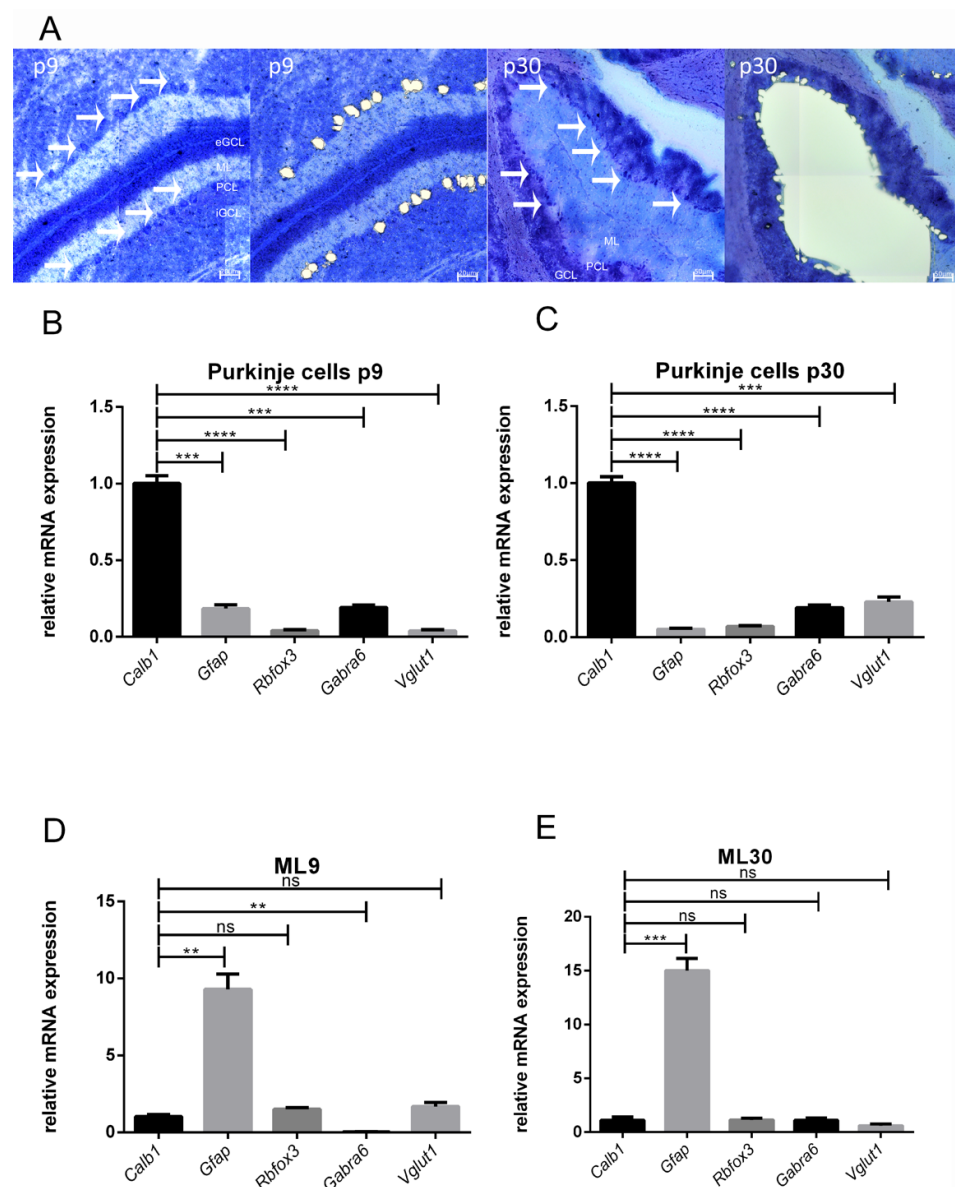 A
p9
p9
p30
p30
eGCL
ML
PCL
iGCL
ML
PCL
GCL
50µm
B
Purkinje cells p9
****
***
****
***
relative mRNA expression
1.5
1.0
0.5
0.0
Calb1
Gfap
Rbfox3
Gabra6
Vglut1
C
Purkinje cells p30
***
****
****
****
relative mRNA expression
1.5
1.0
0.5
0.0
Calb1
Gfap
Rbfox3
Gabra6
Vglut1
D
ML9
ns
**
ns
**
relative mRNA expression
15
10
5
0
Calb1
Gfap
Rbfox3
Gabra6
Vglut1
E
ML30
ns
ns
ns
***
relative mRNA expression
20
15
10
5
0
Calb1
Gfap
Rbfox3
Gabra6
Vglut1